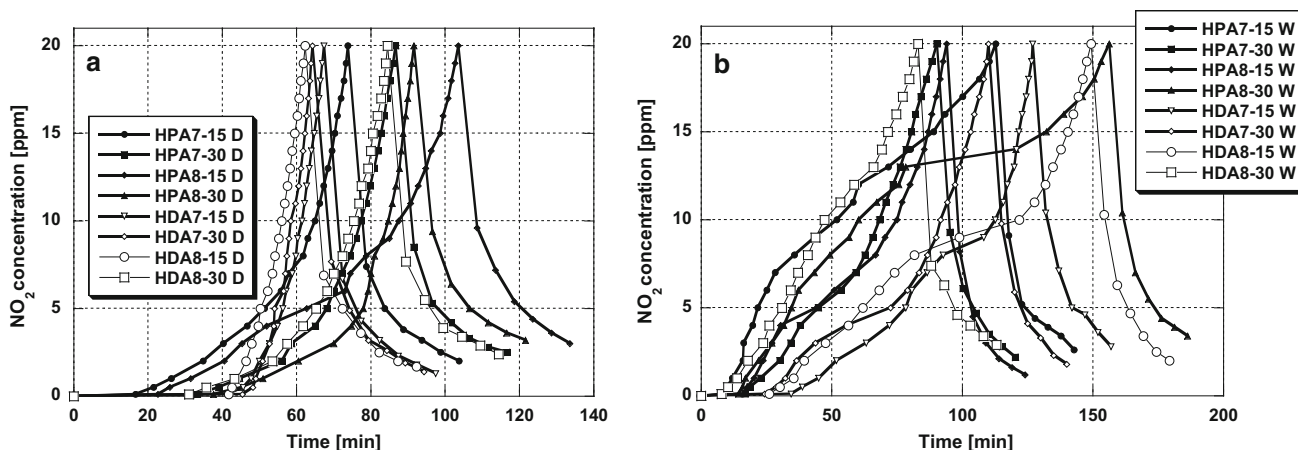 a
NO2 concentration [ppm]
20
15
10
5
0
0 20 40 60 80 100 120 140
Time [min]
HPA7-15 D
HPA7-30 D
HPA8-15 D
HPA8-30 D
HDA7-15 D
HDA7-30 D
HDA8-15 D
HDA8-30 D
b
NO2 concentration [ppm]
20
15
10
5
0
0 50 100 150 200
Time [min]
HPA7-15 W
HPA7-30 W
HPA8-15 W
HPA8-30 W
HDA7-15 W
HDA7-30 W
HDA8-15 W
HDA8-30 W